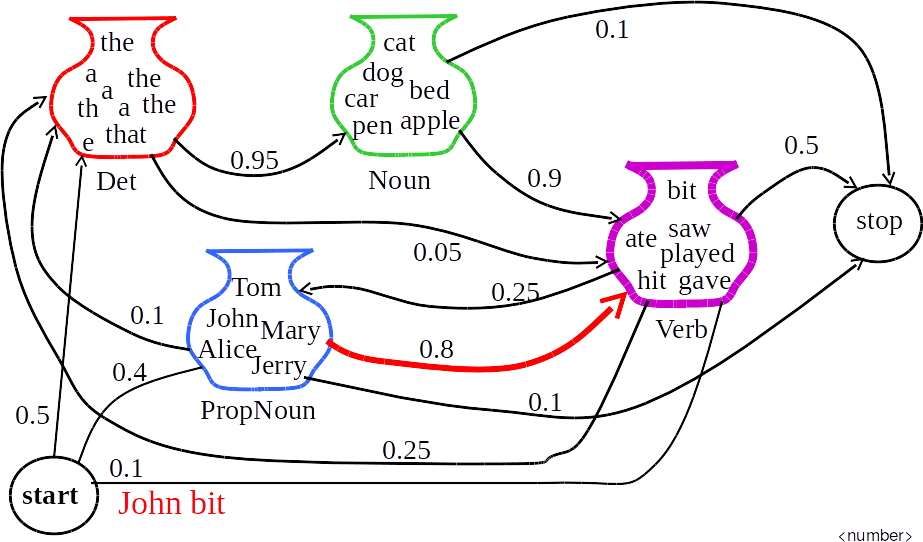 the
a
the
a
th
a
the
e
that
Det
cat
dog
car
bed
pen
apple
Noun
0.1
0.95
0.9
0.5
bit
ate
saw
played
hit
gave
Verb
stop
0.05
0.25
Tom
John
Mary
Alice
Jerry
PropNoun
0.1
0.8
0.4
0.1
0.5
0.25
0.1
start
John bit
<number>